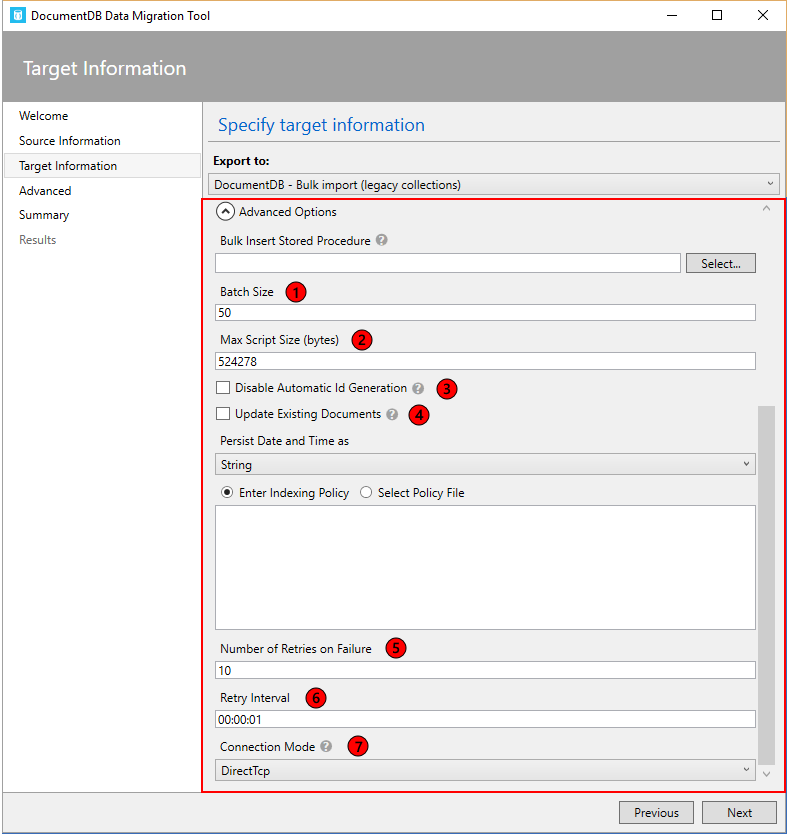 DocumentDB Data Migration Tool
Target Information
Welcome
Source Information
Target Information
Advanced
Summary
Results
Specify target information
Export to:
DocumentDB - Bulk import (legacy collections)
Advanced Options
Bulk Insert Stored Procedure ?
Select...
Batch Size 1
50
Max Script Size (bytes) 2
524278
Disable Automatic Id Generation ? 3
Update Existing Documents ? 4
Persist Date and Time as
String
Enter Indexing Policy Select Policy File
Number of Retries on Failure 5
10
Retry Interval 6
00:00:01
Connection Mode ? 7
DirectTcp
Previous Next